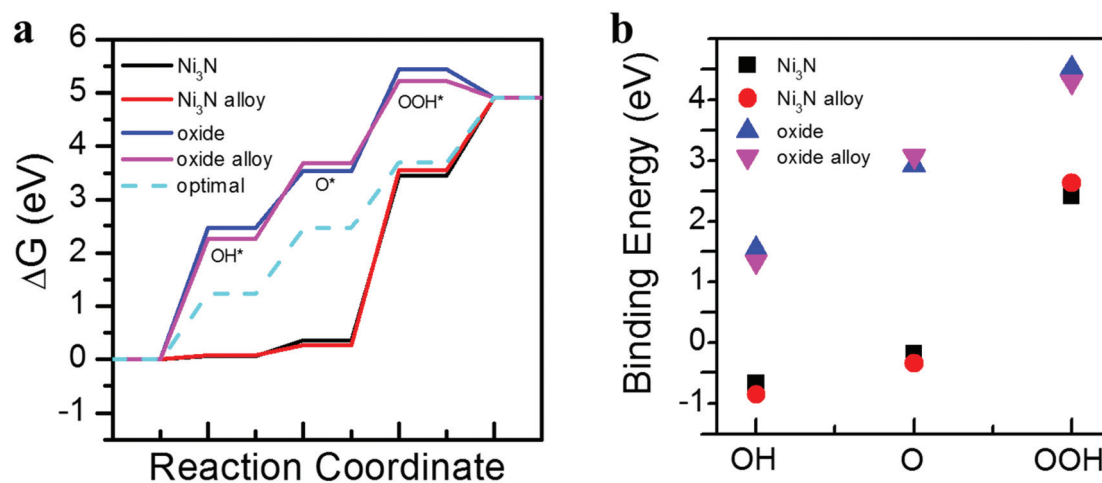 a
ΔG (eV)
6
5
4
3
2
1
0
-1
Ni₃N
Ni₃N alloy
oxide
oxide alloy
optimal
OH*
O*
OOH*
Reaction Coordinate
b
Binding Energy (eV)
4
3
2
1
0
-1
Ni₃N
Ni₃N alloy
oxide
oxide alloy
OH
O
OOH